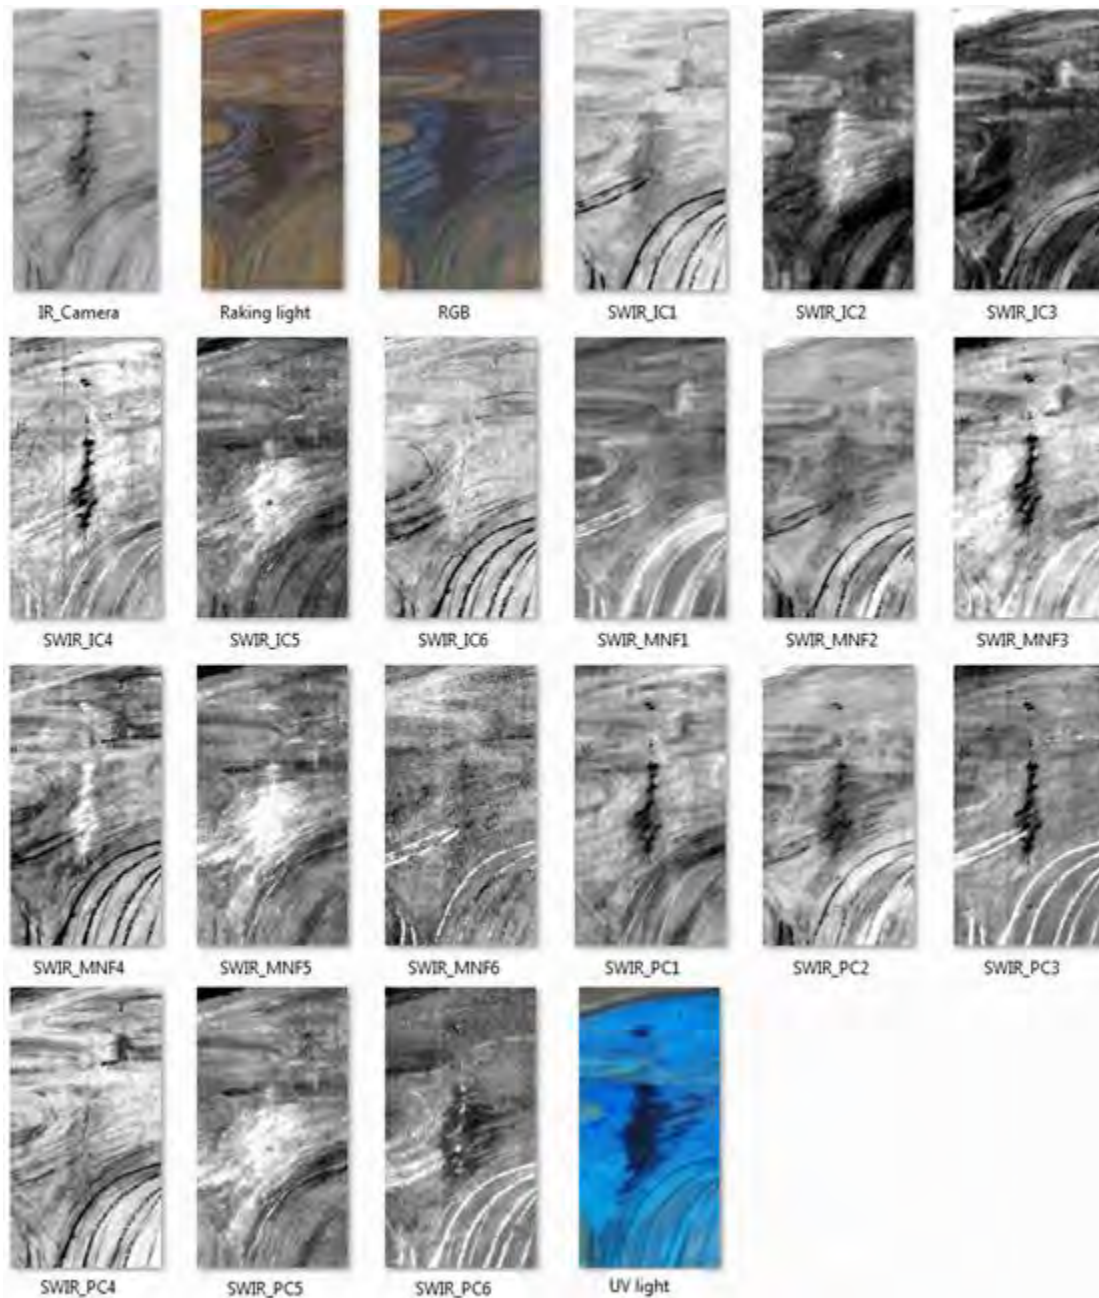 IR_Camera Raking light RGB SWIR_IC1 SWIR_IC2 SWIR_IC3
SWIR_IC4 SWIR_IC5 SWIR_IC6 SWIR_MNF1 SWIR_MNF2 SWIR_MNF3
SWIR_MNF4 SWIR_MNF5 SWIR_MNF6 SWIR_PC1 SWIR_PC2 SWIR_PC3
SWIR_PC4 SWIR_PC5 SWIR_PC6 UV light